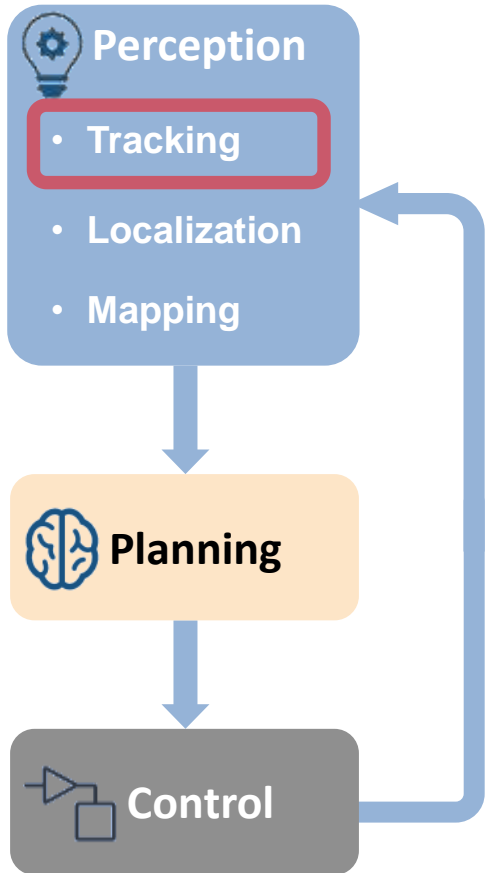 Perception
• Tracking
• Localization
• Mapping
Planning
Control